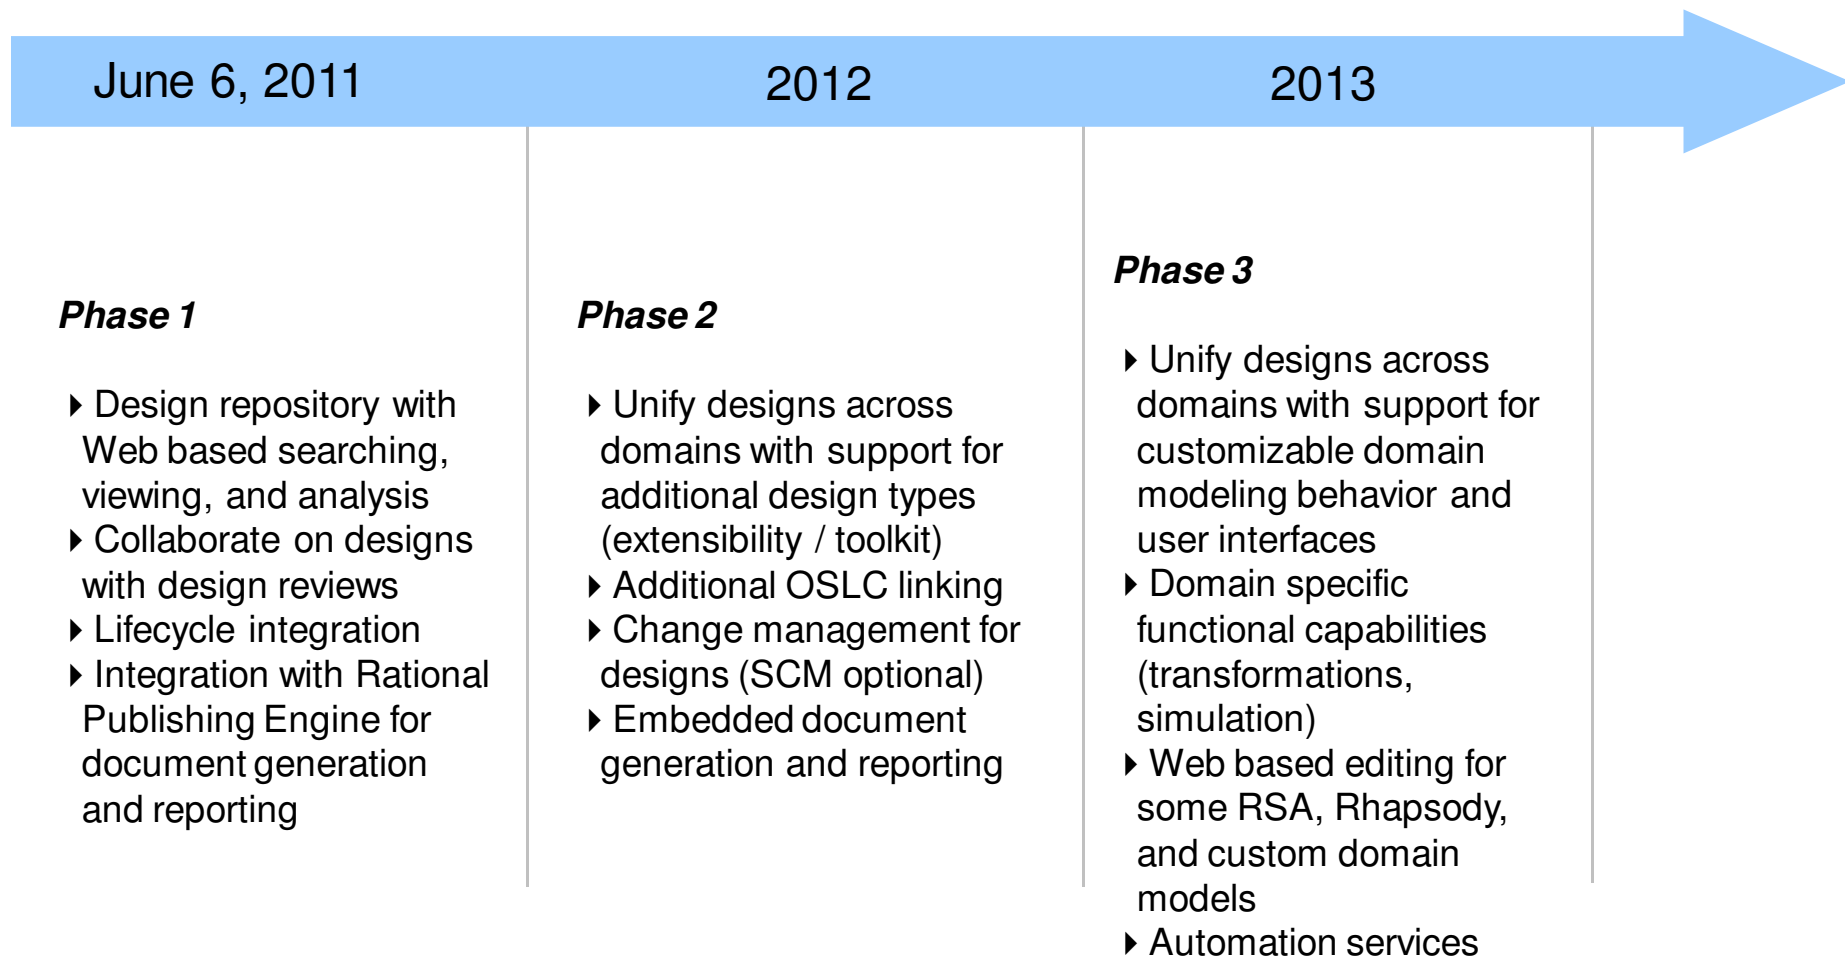 June 6, 2011
2012
2013
Phase 1
Design repository with
Web based searching,
viewing, and analysis
Collaborate on designs
with design reviews
Lifecycle integration
Integration with Rational
Publishing Engine for
document generation
and reporting
Phase 2
Unify designs across
domains with support for
additional design types
(extensibility / toolkit)
Additional OSLC linking
Change management for
designs (SCM optional)
Embedded document
generation and reporting
Phase 3
Unify designs across
domains with support for
customizable domain
modeling behavior and
user interfaces
Domain specific
functional capabilities
(transformations,
simulation)
Web based editing for
some RSA, Rhapsody,
and custom domain
models
Automation services